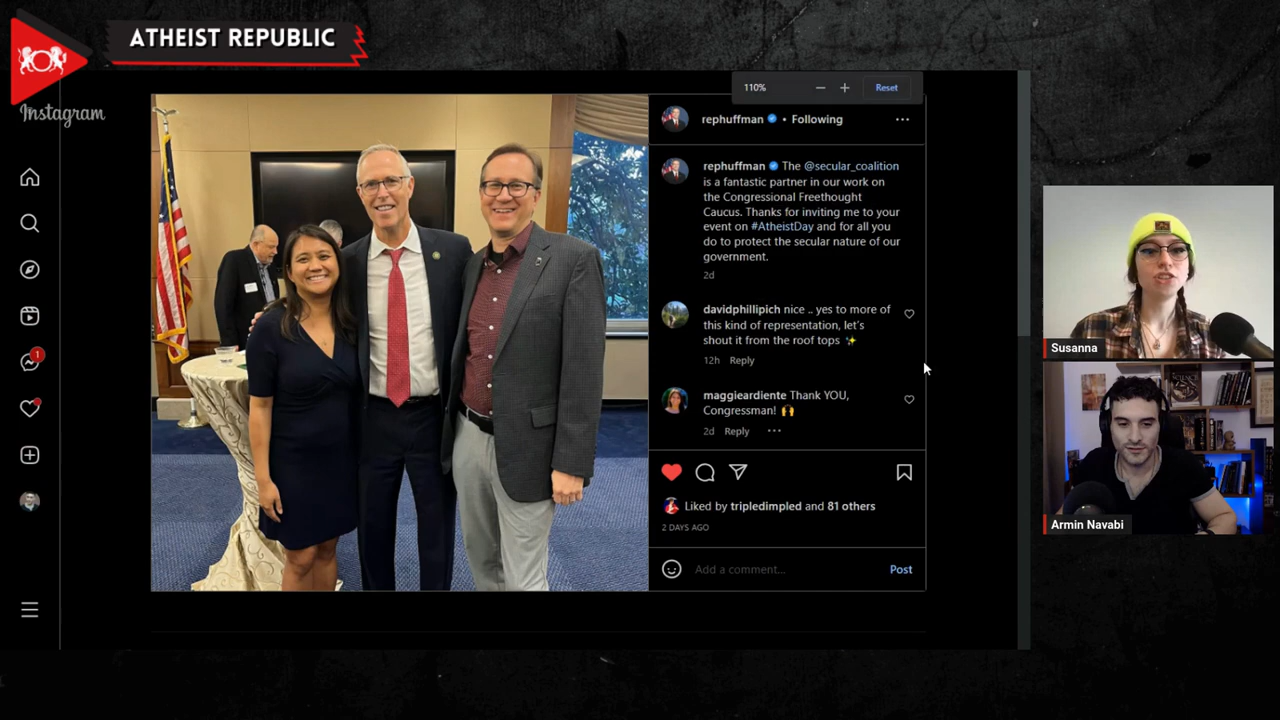 ATHEIST REPUBLIC
Instagram
110%
Reset
rephuffman • Following
rephuffman The @secular_coalition
is a fantastic partner in our work on
the Congressional Freethought
Caucus. Thanks for inviting me to your
event on #AtheistDay and for all you
do to protect the secular nature of our
government.
2d
davidphillipich nice .. yes to more of
this kind of representation, let's
shout it from the roof tops ✨
12h Reply
maggieardiente Thank YOU,
Congressman! 🙌
2d Reply
Liked by tripledimpled and 81 others
2 DAYS AGO
Add a comment...
Post
1
Susanna
Armin Navabi